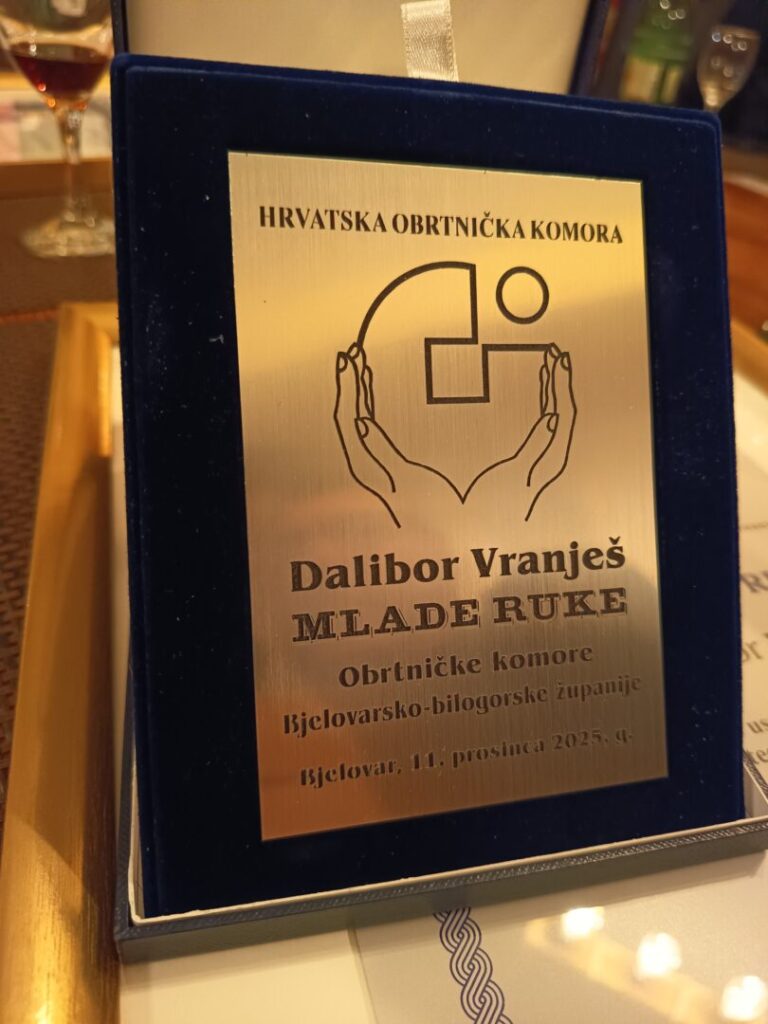 HRVATSKA OBRTNIČKA KOMORA
Dalibor Vranješ
MLADE RUKE
Obrtničke komore
Bjelovarsko-bilogorske županije
Bjelovar, 11. prosinca 2025. g.